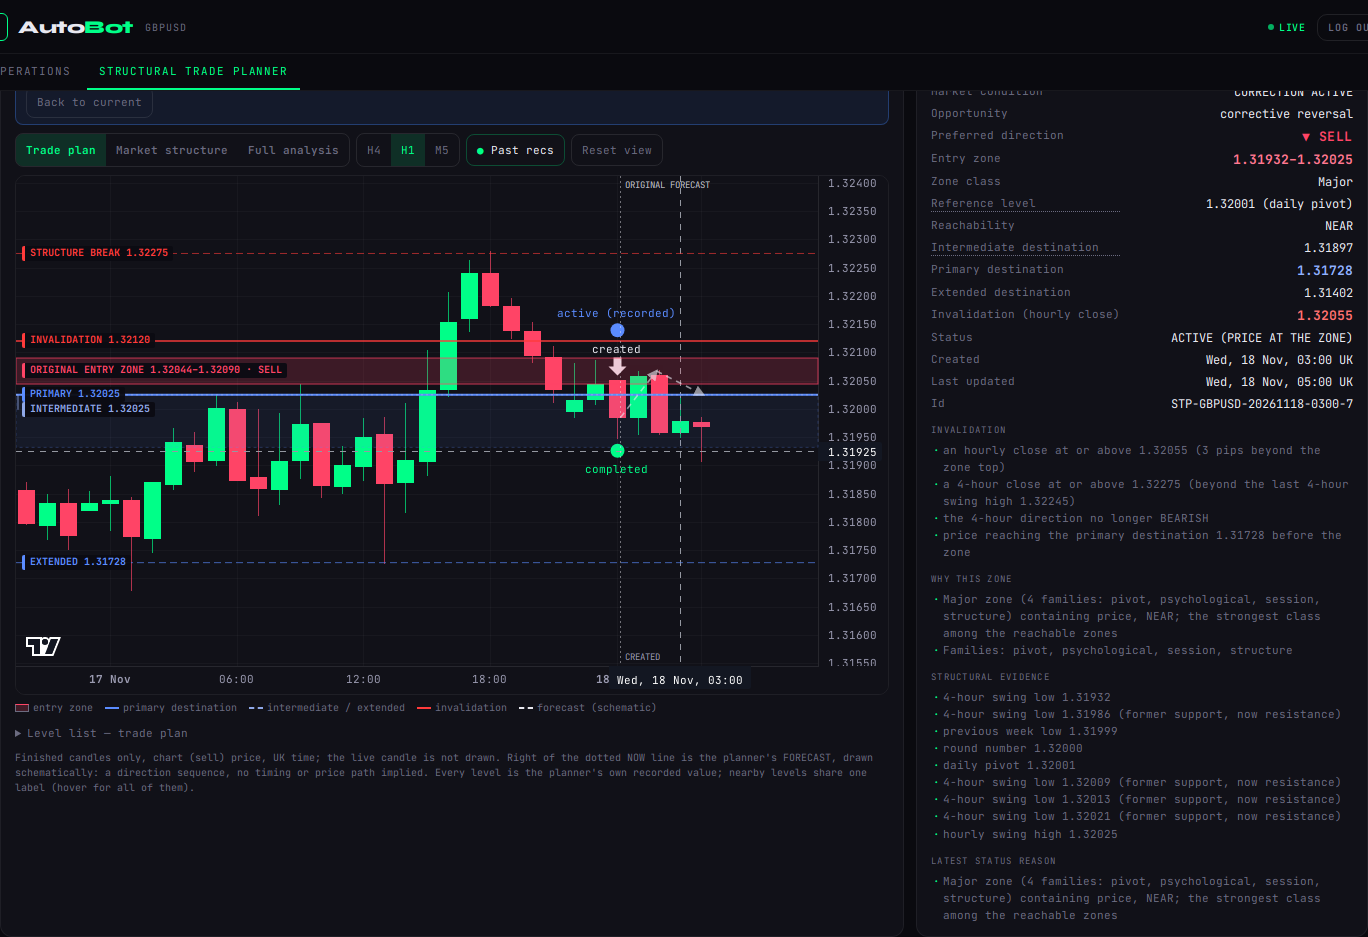 AutoBot GBPUSD
LIVE
LOG OU
PERATIONS
STRUCTURAL TRADE PLANNER
Back to current
Trade plan
Market structure
Full analysis
H4
H1
M5
Past recs
Reset view
ORIGINAL FORECAST
STRUCTURE BREAK 1.32275
active (recorded)
INVALIDATION 1.32120
created
ORIGINAL ENTRY ZONE 1.32044–1.32090 · SELL
PRIMARY 1.32025
INTERMEDIATE 1.32025
completed
EXTENDED 1.31728
CREATED
1.32400
1.32350
1.32300
1.32250
1.32200
1.32150
1.32100
1.32050
1.32000
1.31950
1.31925
1.31900
1.31850
1.31800
1.31750
1.31700
1.31650
1.31600
1.31550
17 Nov
06:00
12:00
18:00
18
Wed, 18 Nov, 03:00
entry zone
primary destination
intermediate / extended
invalidation
forecast (schematic)
Level list — trade plan
Finished candles only, chart (sell) price, UK time; the live candle is not drawn. Right of the dotted NOW line is the planner's FORECAST, drawn
schematically: a direction sequence, no timing or price path implied. Every level is the planner's own recorded value; nearby levels share one
label (hover for all of them).
Market condition CORRECTION ACTIVE
Opportunity corrective reversal
Preferred direction ▼ SELL
Entry zone 1.31932–1.32025
Zone class Major
Reference level 1.32001 (daily pivot)
Reachability NEAR
Intermediate destination 1.31897
Primary destination 1.31728
Extended destination 1.31402
Invalidation (hourly close) 1.32055
Status ACTIVE (PRICE AT THE ZONE)
Created Wed, 18 Nov, 03:00 UK
Last updated Wed, 18 Nov, 05:00 UK
Id STP-GBPUSD-20261118-0300-7
INVALIDATION
· an hourly close at or above 1.32055 (3 pips beyond the
zone top)
· a 4-hour close at or above 1.32275 (beyond the last 4-hour
swing high 1.32245)
· the 4-hour direction no longer BEARISH
· price reaching the primary destination 1.31728 before the
zone
WHY THIS ZONE
· Major zone (4 families: pivot, psychological, session,
structure) containing price, NEAR; the strongest class
among the reachable zones
· Families: pivot, psychological, session, structure
STRUCTURAL EVIDENCE
· 4-hour swing low 1.31932
· 4-hour swing low 1.31986 (former support, now resistance)
· previous week low 1.31999
· round number 1.32000
· daily pivot 1.32001
· 4-hour swing low 1.32009 (former support, now resistance)
· 4-hour swing low 1.32013 (former support, now resistance)
· 4-hour swing low 1.32021 (former support, now resistance)
· hourly swing high 1.32025
LATEST STATUS REASON
· Major zone (4 families: pivot, psychological, session,
structure) containing price, NEAR; the strongest class
among the reachable zones